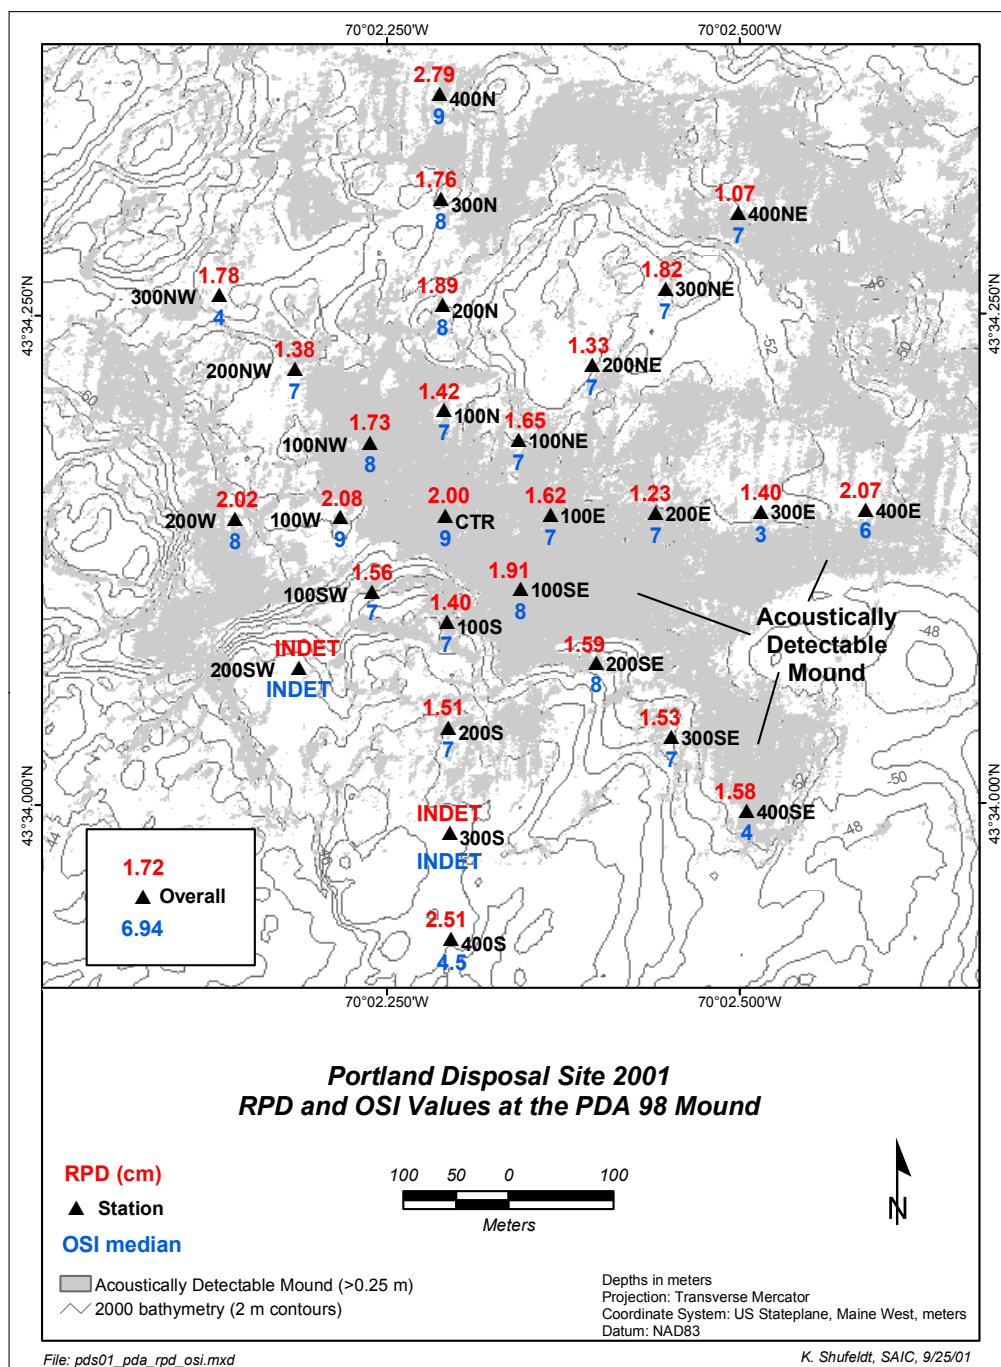 70°02.250'W
70°02.500'W
2.79
400N
9
1.76
300N
8
1.07
400NE
7
1.78
300NW
4
1.82
300NE
7
-46
43°34.250'N
43°34.250'N
1.89
200N
8
-52
-50
1.38
200NW
7
1.33
200NE
7
-60
1.42
100N
7
1.73
100NW
8
1.65
100NE
7
2.02
200W
8
2.08
100W
9
2.00
CTR
9
1.62
100E
7
1.23
200E
7
1.40
300E
3
2.07
400E
6
1.56
100SW
7
1.91
100SE
8
1.40
100S
7
Acoustically
Detectable
Mound
-48
INDET
200SW
INDET
1.59
200SE
8
1.51
200S
7
1.53
300SE
7
-50
-52
1.58
400SE
4
-48
43°34.000'N
43°34.000'N
INDET
300S
INDET
1.72
Overall
6.94
2.51
400S
4.5
70°02.250'W
70°02.500'W
Portland Disposal Site 2001
RPD and OSI Values at the PDA 98 Mound
RPD (cm)
Station
OSI median
100 50 0 100
Meters
N
Acoustically Detectable Mound (>0.25 m)
2000 bathymetry (2 m contours)
Depths in meters
Projection: Transverse Mercator
Coordinate System: US Stateplane, Maine West, meters
Datum: NAD83
File: pds01_pda_rpd_osi.mxd
K. Shufeldt, SAIC, 9/25/01